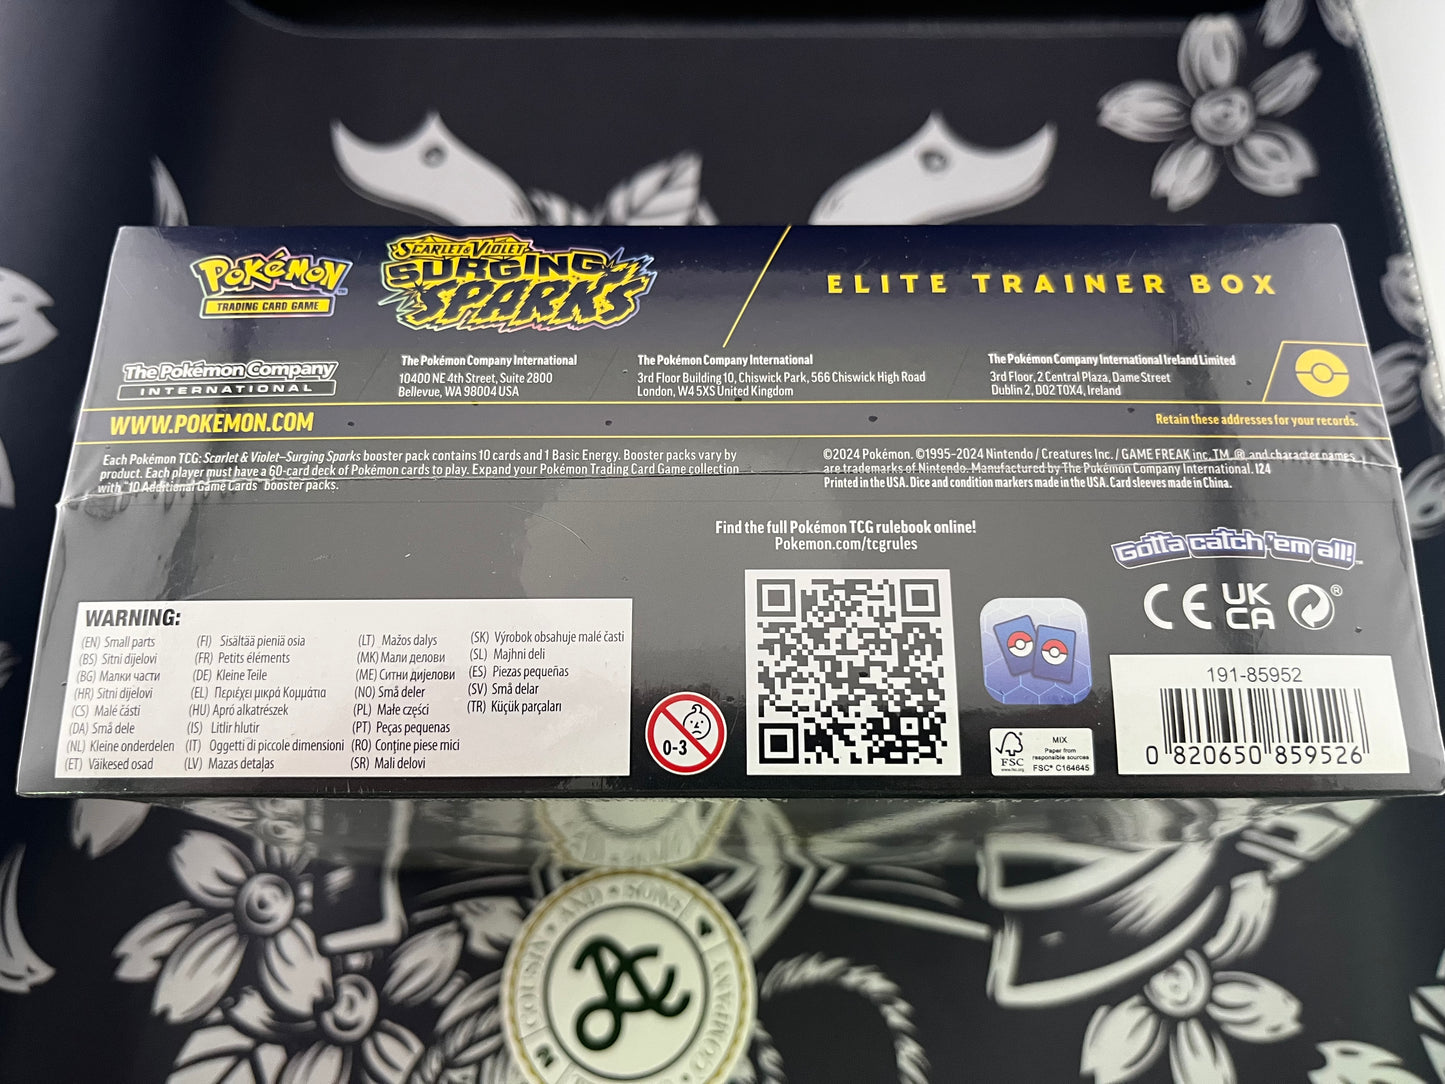 Pokémon™
TRADING CARD GAME
SCARLET & VIOLET
SURGING
SPARKS
ELITE TRAINER BOX
The Pokémon Company
INTERNATIONAL
The Pokémon Company International
10400 NE 4th Street, Suite 2800
Bellevue, WA 98004 USA
The Pokémon Company International
3rd Floor Building 10, Chiswick Park, 566 Chiswick High Road
London, W4 5XS United Kingdom
The Pokémon Company International Ireland Limited
3rd Floor, 2 Central Plaza, Dame Street
Dublin 2, D02 T0X4, Ireland
WWW.POKEMON.COM
Retain these addresses for your records.
Each Pokémon TCG: Scarlet & Violet–Surging Sparks booster pack contains 10 cards and 1 Basic Energy. Booster packs vary by
product. Each player must have a 60-card deck of Pokémon cards to play. Expand your Pokémon Trading Card Game collection
with "10 Additional Game Cards" booster packs.
©2024 Pokémon. ©1995–2024 Nintendo / Creatures Inc. / GAME FREAK inc. TM, ®, and character names
are trademarks of Nintendo. Manufactured by The Pokémon Company International. 124
Printed in the USA. Dice and condition markers made in the USA. Card sleeves made in China.
Find the full Pokémon TCG rulebook online!
Pokemon.com/tcgrules
Gotta catch 'em all!™
CE UK CA ®
WARNING:
(EN) Small parts
(BS) Sitni dijelovi
(BG) Малки части
(HR) Sitni dijelovi
(CS) Malé části
(DA) Små dele
(NL) Kleine onderdelen
(ET) Väikesed osad
(FI) Sisältää pieniä osia
(FR) Petits éléments
(DE) Kleine Teile
(EL) Περιέχει μικρά Κομμάτια
(HU) Apró alkatrészek
(IS) Litlir hlutir
(IT) Oggetti di piccole dimensioni
(LV) Mazas detaļas
(LT) Mažos dalys
(MK) Мали делови
(ME) Ситни дијелови
(NO) Små deler
(PL) Małe części
(PT) Peças pequenas
(RO) Conține piese mici
(SR) Mali delovi
(SK) Výrobok obsahuje malé časti
(SL) Majhni deli
(ES) Piezas pequeñas
(SV) Små delar
(TR) Küçük parçaları
0-3
FSC
www.fsc.org
MIX
Paper from
responsible sources
FSC® C164645
191-85952
0 820650 859526
AND
COMPANY